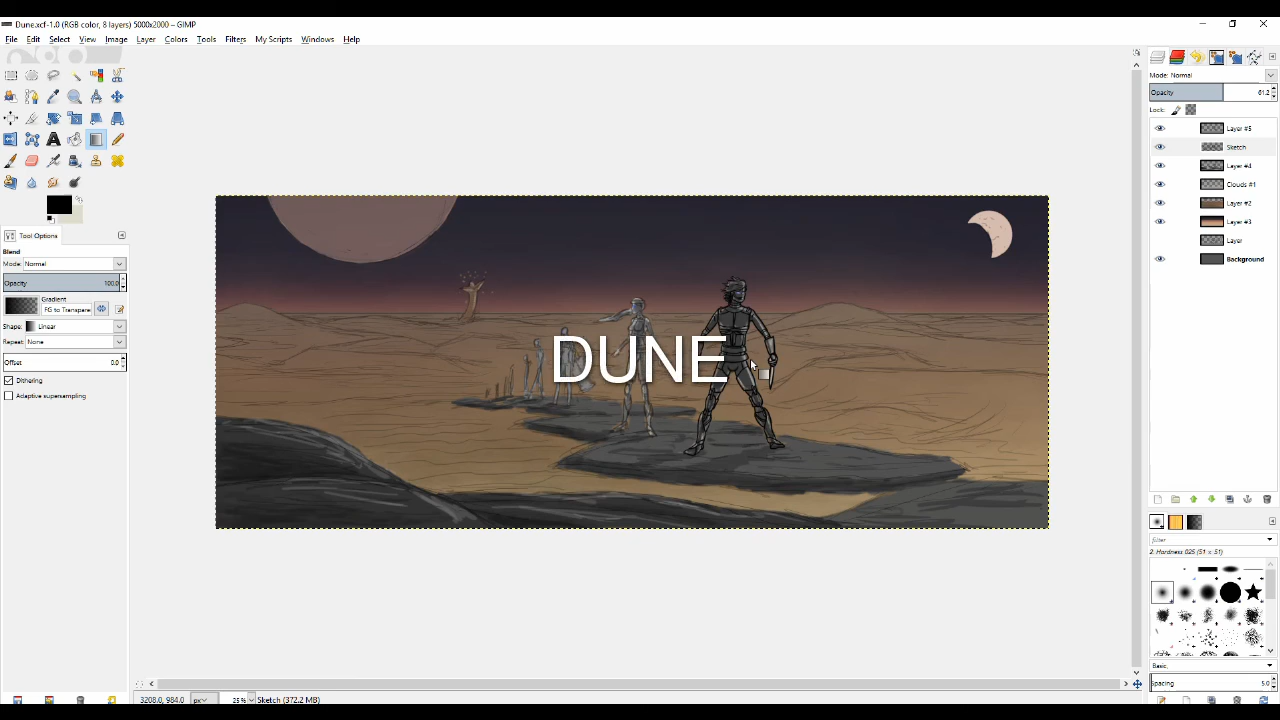 Dune.xcf-1.0 (RGB color, 8 layers) 5000x2000 – GIMP
File Edit Select View Image Layer Colors Tools Filters My Scripts Windows Help
Tool Options
Blend
Mode: Normal
Opacity 100.0
Gradient
FG to Transpare
Shape: Linear
Repeat: None
Offset 0.0
Dithering
Adaptive supersampling
DUNE
Mode: Normal
Opacity 61.2
Lock:
Layer #5
Sketch
Layer #4
Clouds #1
Layer #2
Layer #3
Layer
Background
filter
2. Hardness 025 (51 x 51)
Basic,
Spacing 5.0
3208.0, 984.0 px 25 % Sketch (372.2 MB)